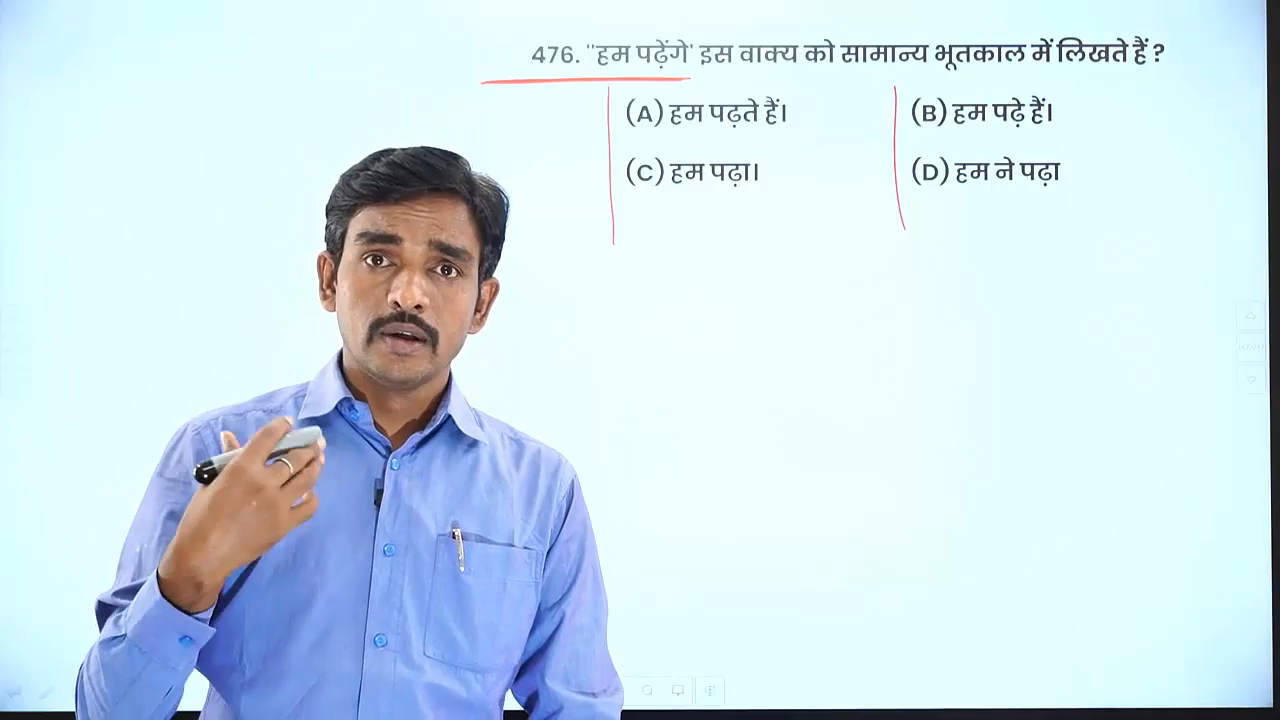 476. "हम पढ़ेंगे' इस वाक्य को सामान्य भूतकाल में लिखते हैं ?
(A) हम पढ़ते हैं। (B) हम पढ़े हैं।
(C) हम पढ़ा। (D) हम ने पढ़ा